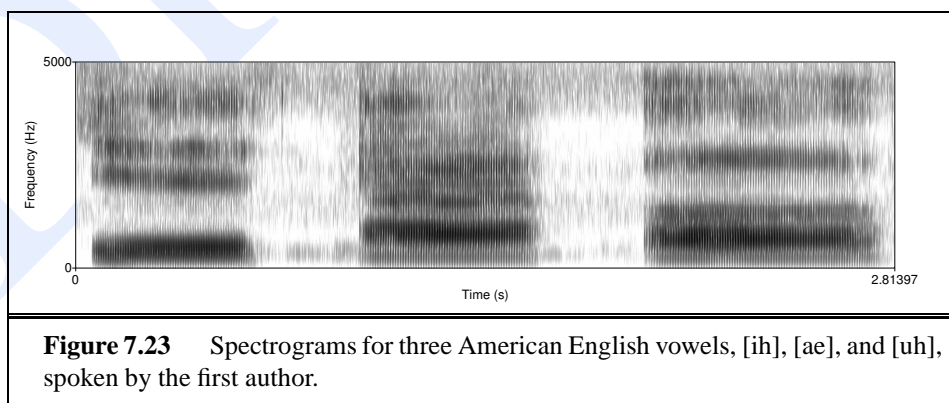 5000
Frequency (Hz)
0
0
2.81397
Time (s)
Figure 7.23 Spectrograms for three American English vowels, [ih], [ae], and [uh],
spoken by the first author.